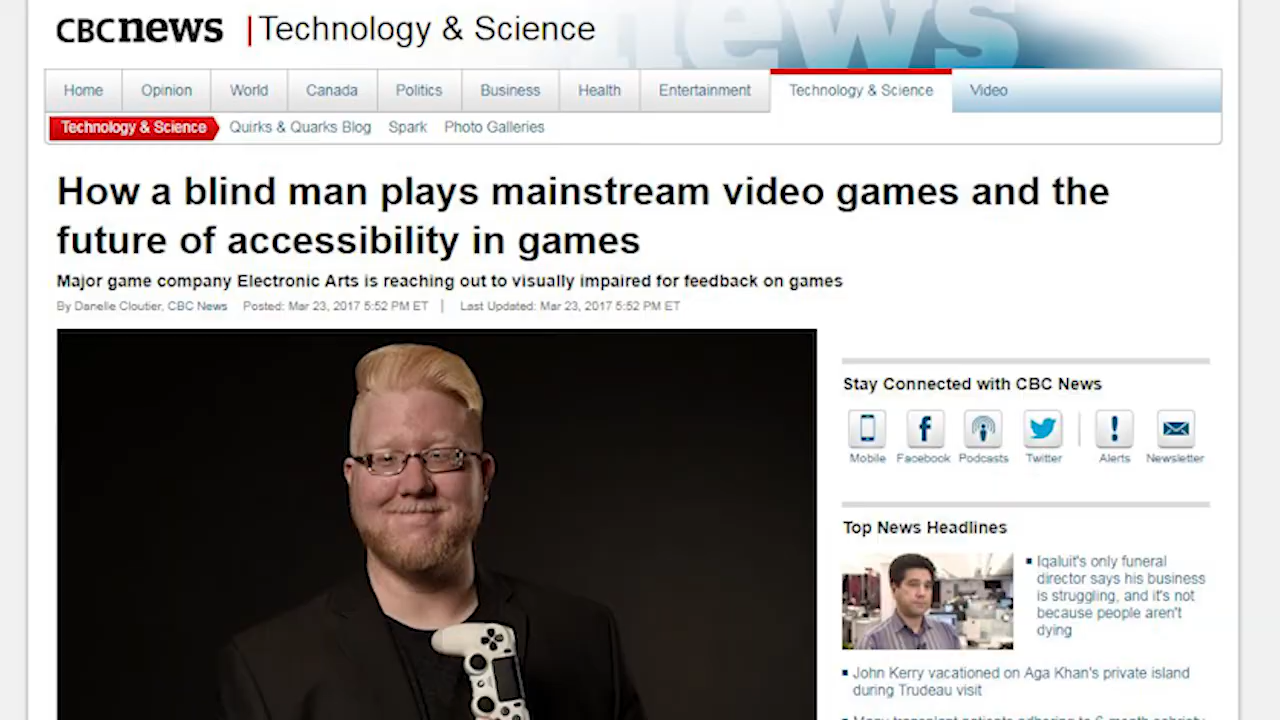 CBCnews | Technology & Science
news
Home Opinion World Canada Politics Business Health Entertainment Technology & Science Video
Technology & Science Quirks & Quarks Blog Spark Photo Galleries
How a blind man plays mainstream video games and the
future of accessibility in games
Major game company Electronic Arts is reaching out to visually impaired for feedback on games
By Danelle Cloutier, CBC News Posted: Mar 23, 2017 5:52 PM ET | Last Updated: Mar 23, 2017 5:52 PM ET
Stay Connected with CBC News
Mobile Facebook Podcasts Twitter Alerts Newsletter
Top News Headlines
Iqaluit's only funeral
director says his business
is struggling, and it's not
because people aren't
dying
John Kerry vacationed on Aga Khan's private island
during Trudeau visit